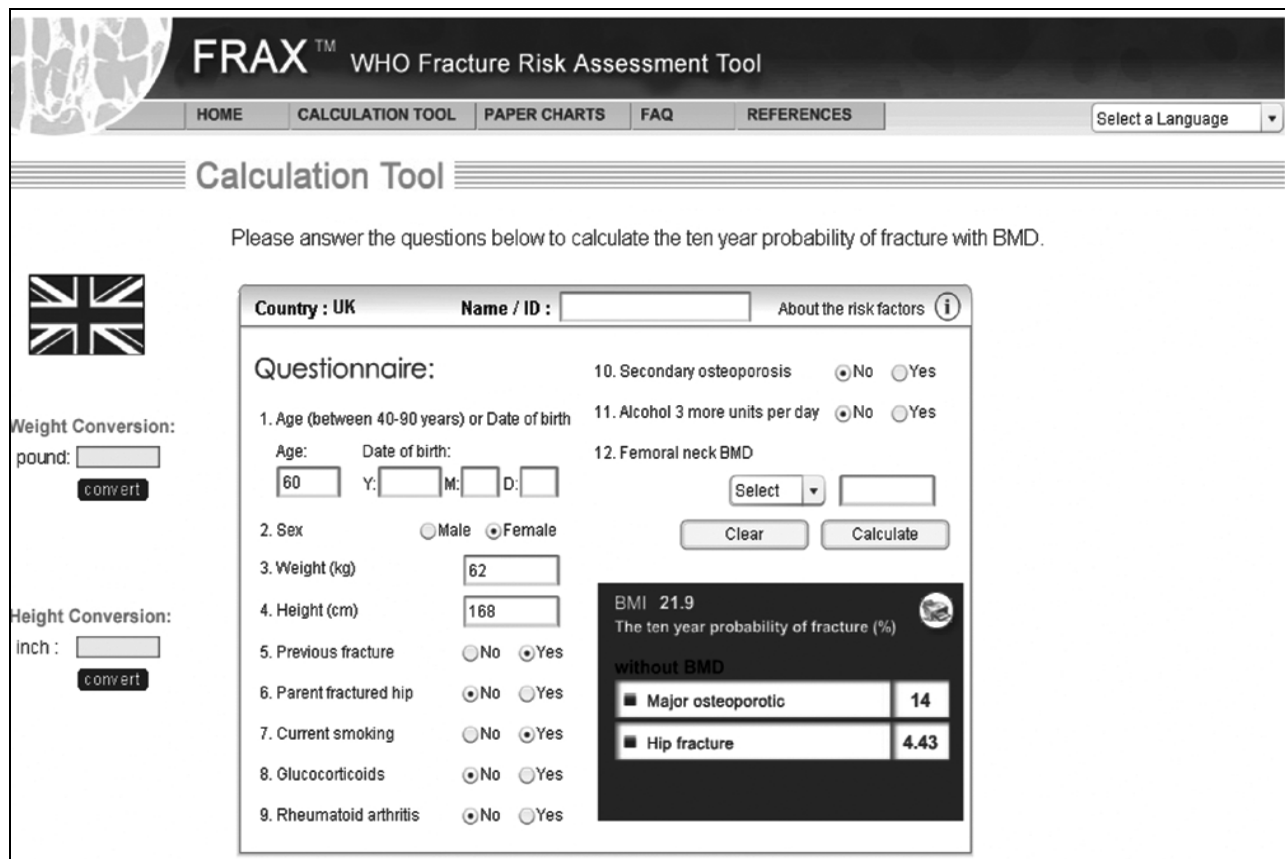 FRAX™ WHO Fracture Risk Assessment Tool
HOME CALCULATION TOOL PAPER CHARTS FAQ REFERENCES Select a Language
Calculation Tool
Please answer the questions below to calculate the ten year probability of fracture with BMD.
Weight Conversion:
pound:
convert
Height Conversion:
inch :
convert
Country : UK Name / ID : About the risk factors i
Questionnaire:
1. Age (between 40-90 years) or Date of birth
Age: Date of birth:
60 Y: M: D:
2. Sex Male Female
3. Weight (kg) 62
4. Height (cm) 168
5. Previous fracture No Yes
6. Parent fractured hip No Yes
7. Current smoking No Yes
8. Glucocorticoids No Yes
9. Rheumatoid arthritis No Yes
10. Secondary osteoporosis No Yes
11. Alcohol 3 more units per day No Yes
12. Femoral neck BMD
Select
Clear Calculate
BMI 21.9
The ten year probability of fracture (%)
without BMD
Major osteoporotic 14
Hip fracture 4.43